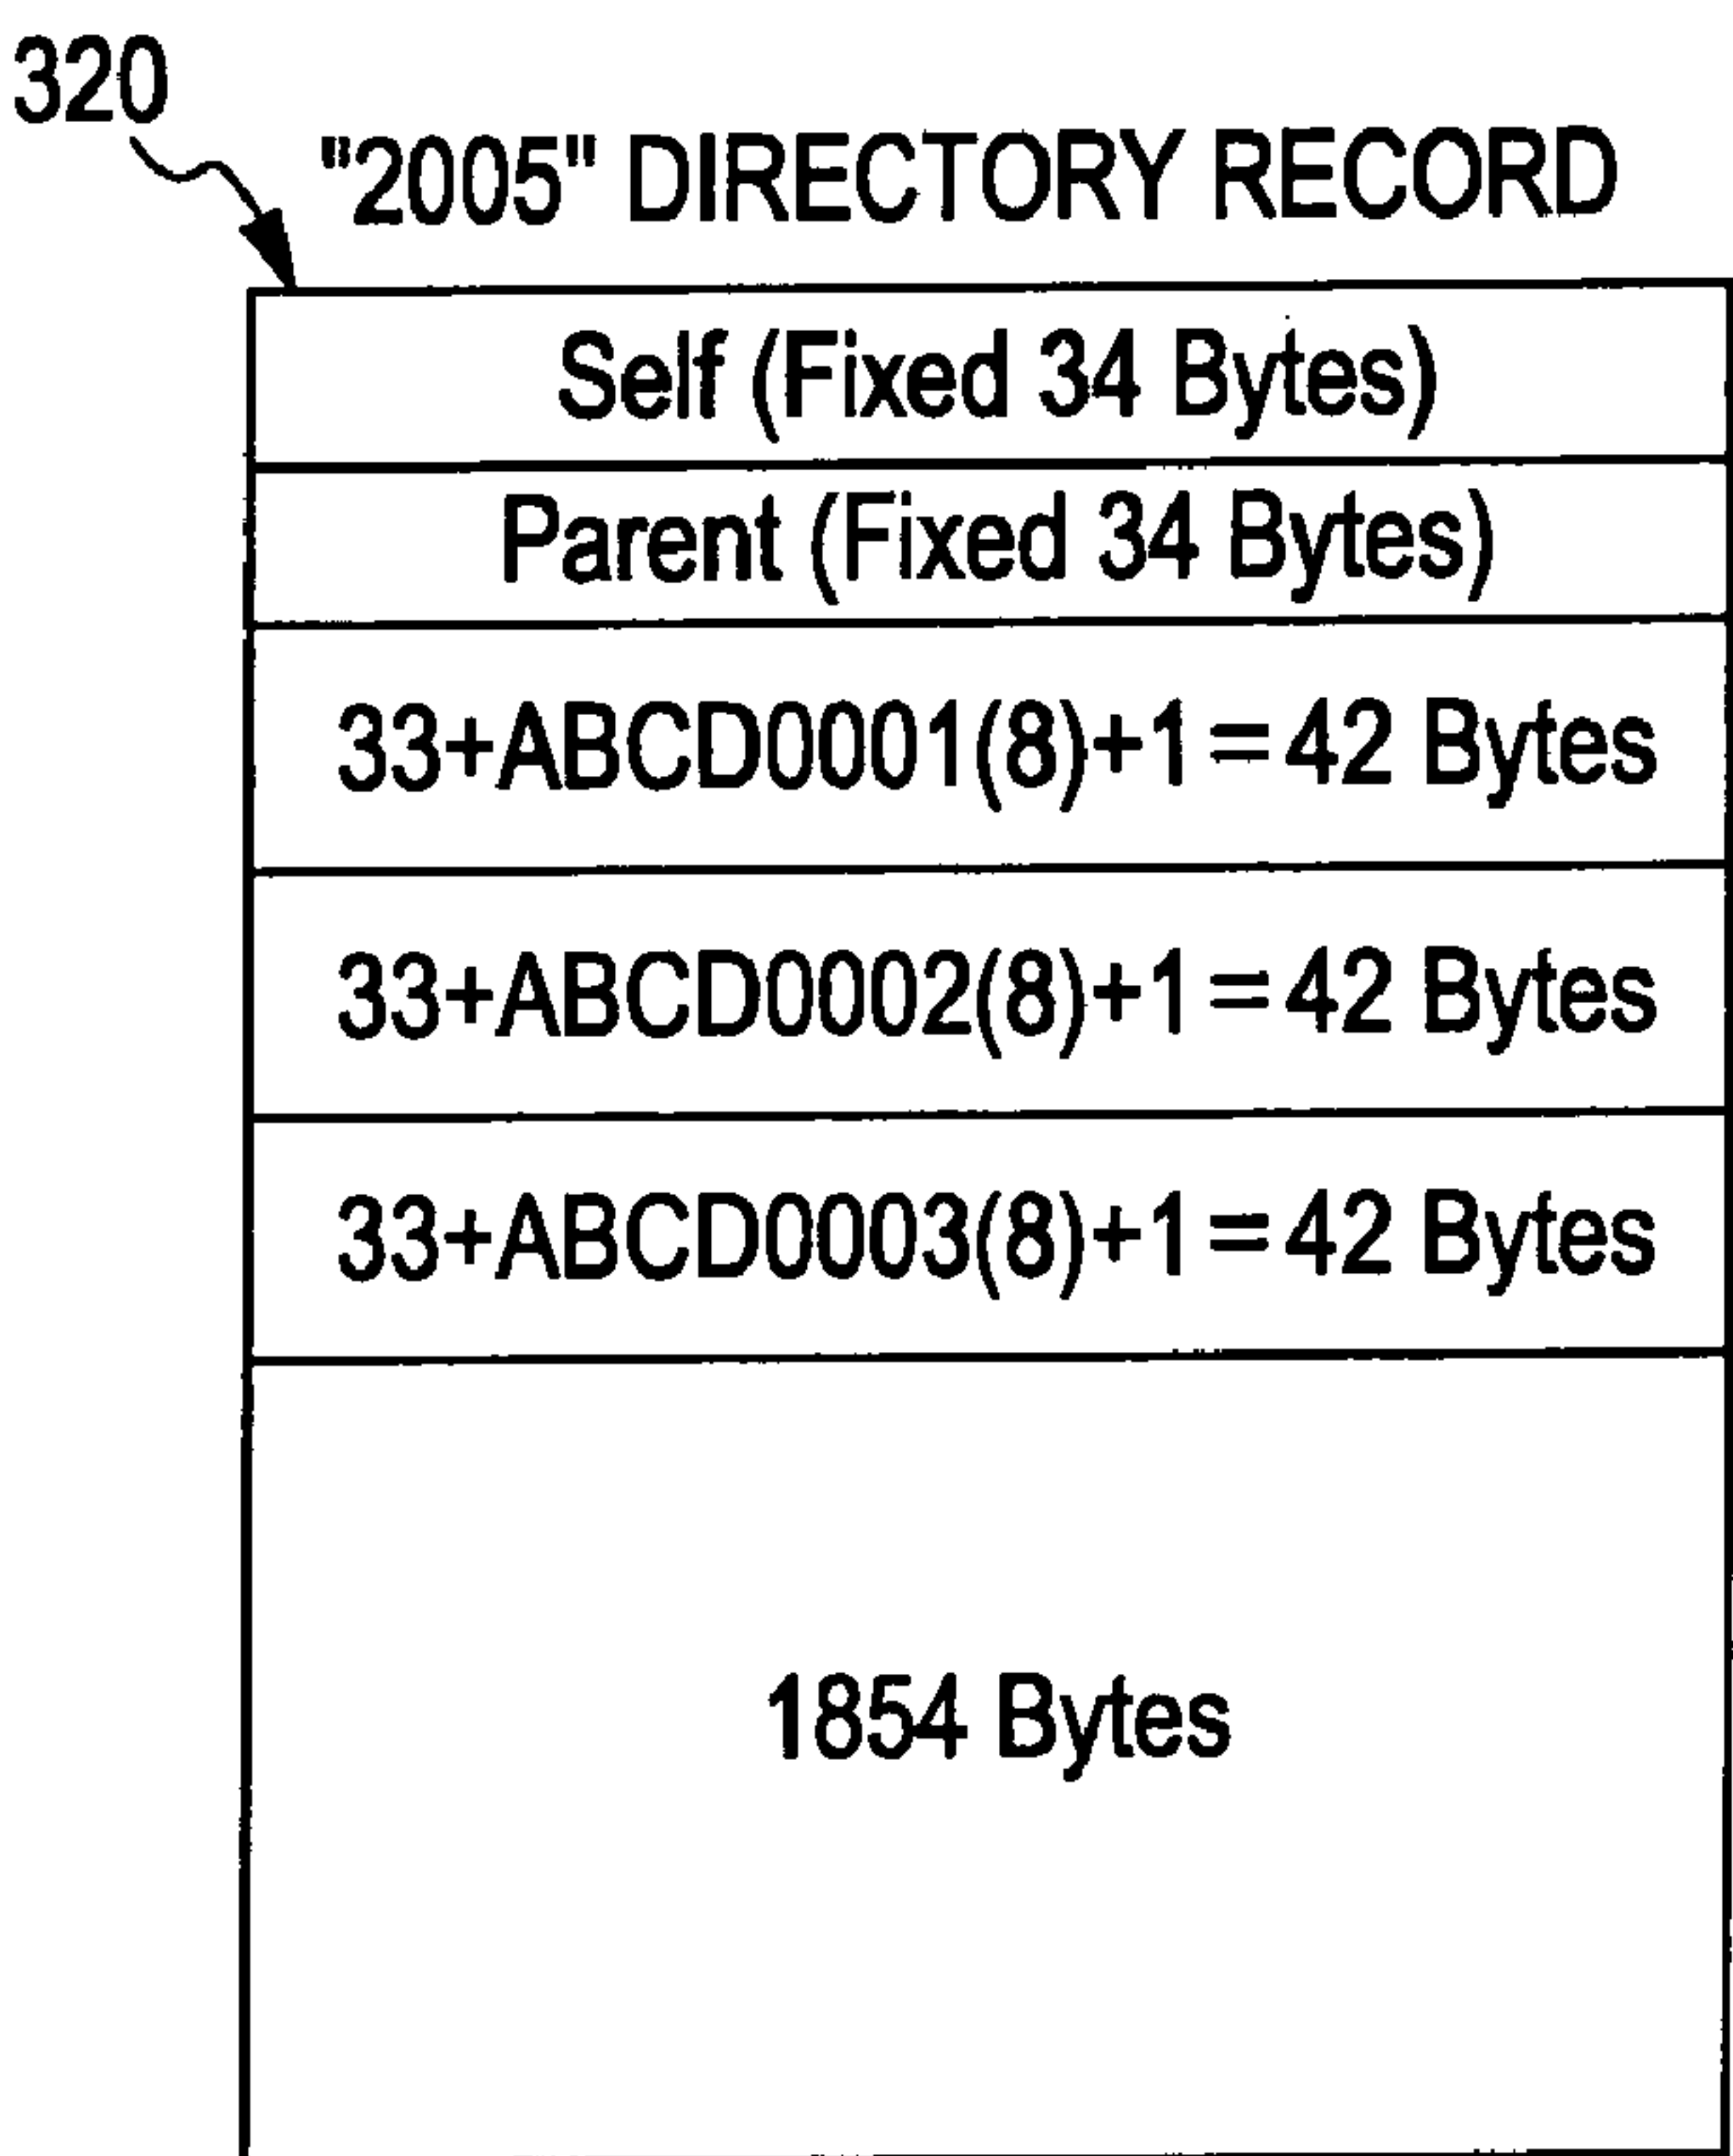 320
"2005" DIRECTORY RECORD
Self (Fixed 34 Bytes)
Parent (Fixed 34 Bytes)
33+ABCD0001(8)+1=42 Bytes
33+ABCD0002(8)+1=42 Bytes
33+ABCD0003(8)+1=42 Bytes
1854 Bytes